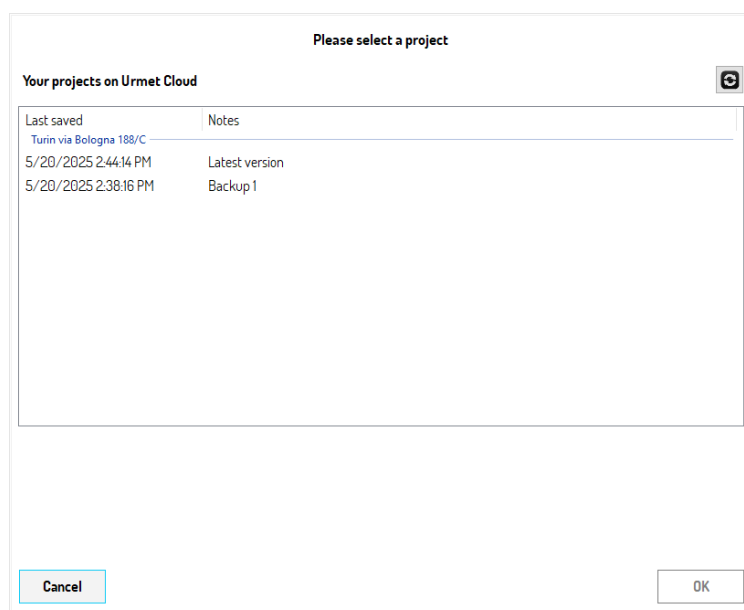 Please select a project
Your projects on Urmet Cloud
Last saved Notes
Turin via Bologna 188/C
5/20/2025 2:44:14 PM Latest version
5/20/2025 2:38:16 PM Backup 1
Cancel OK